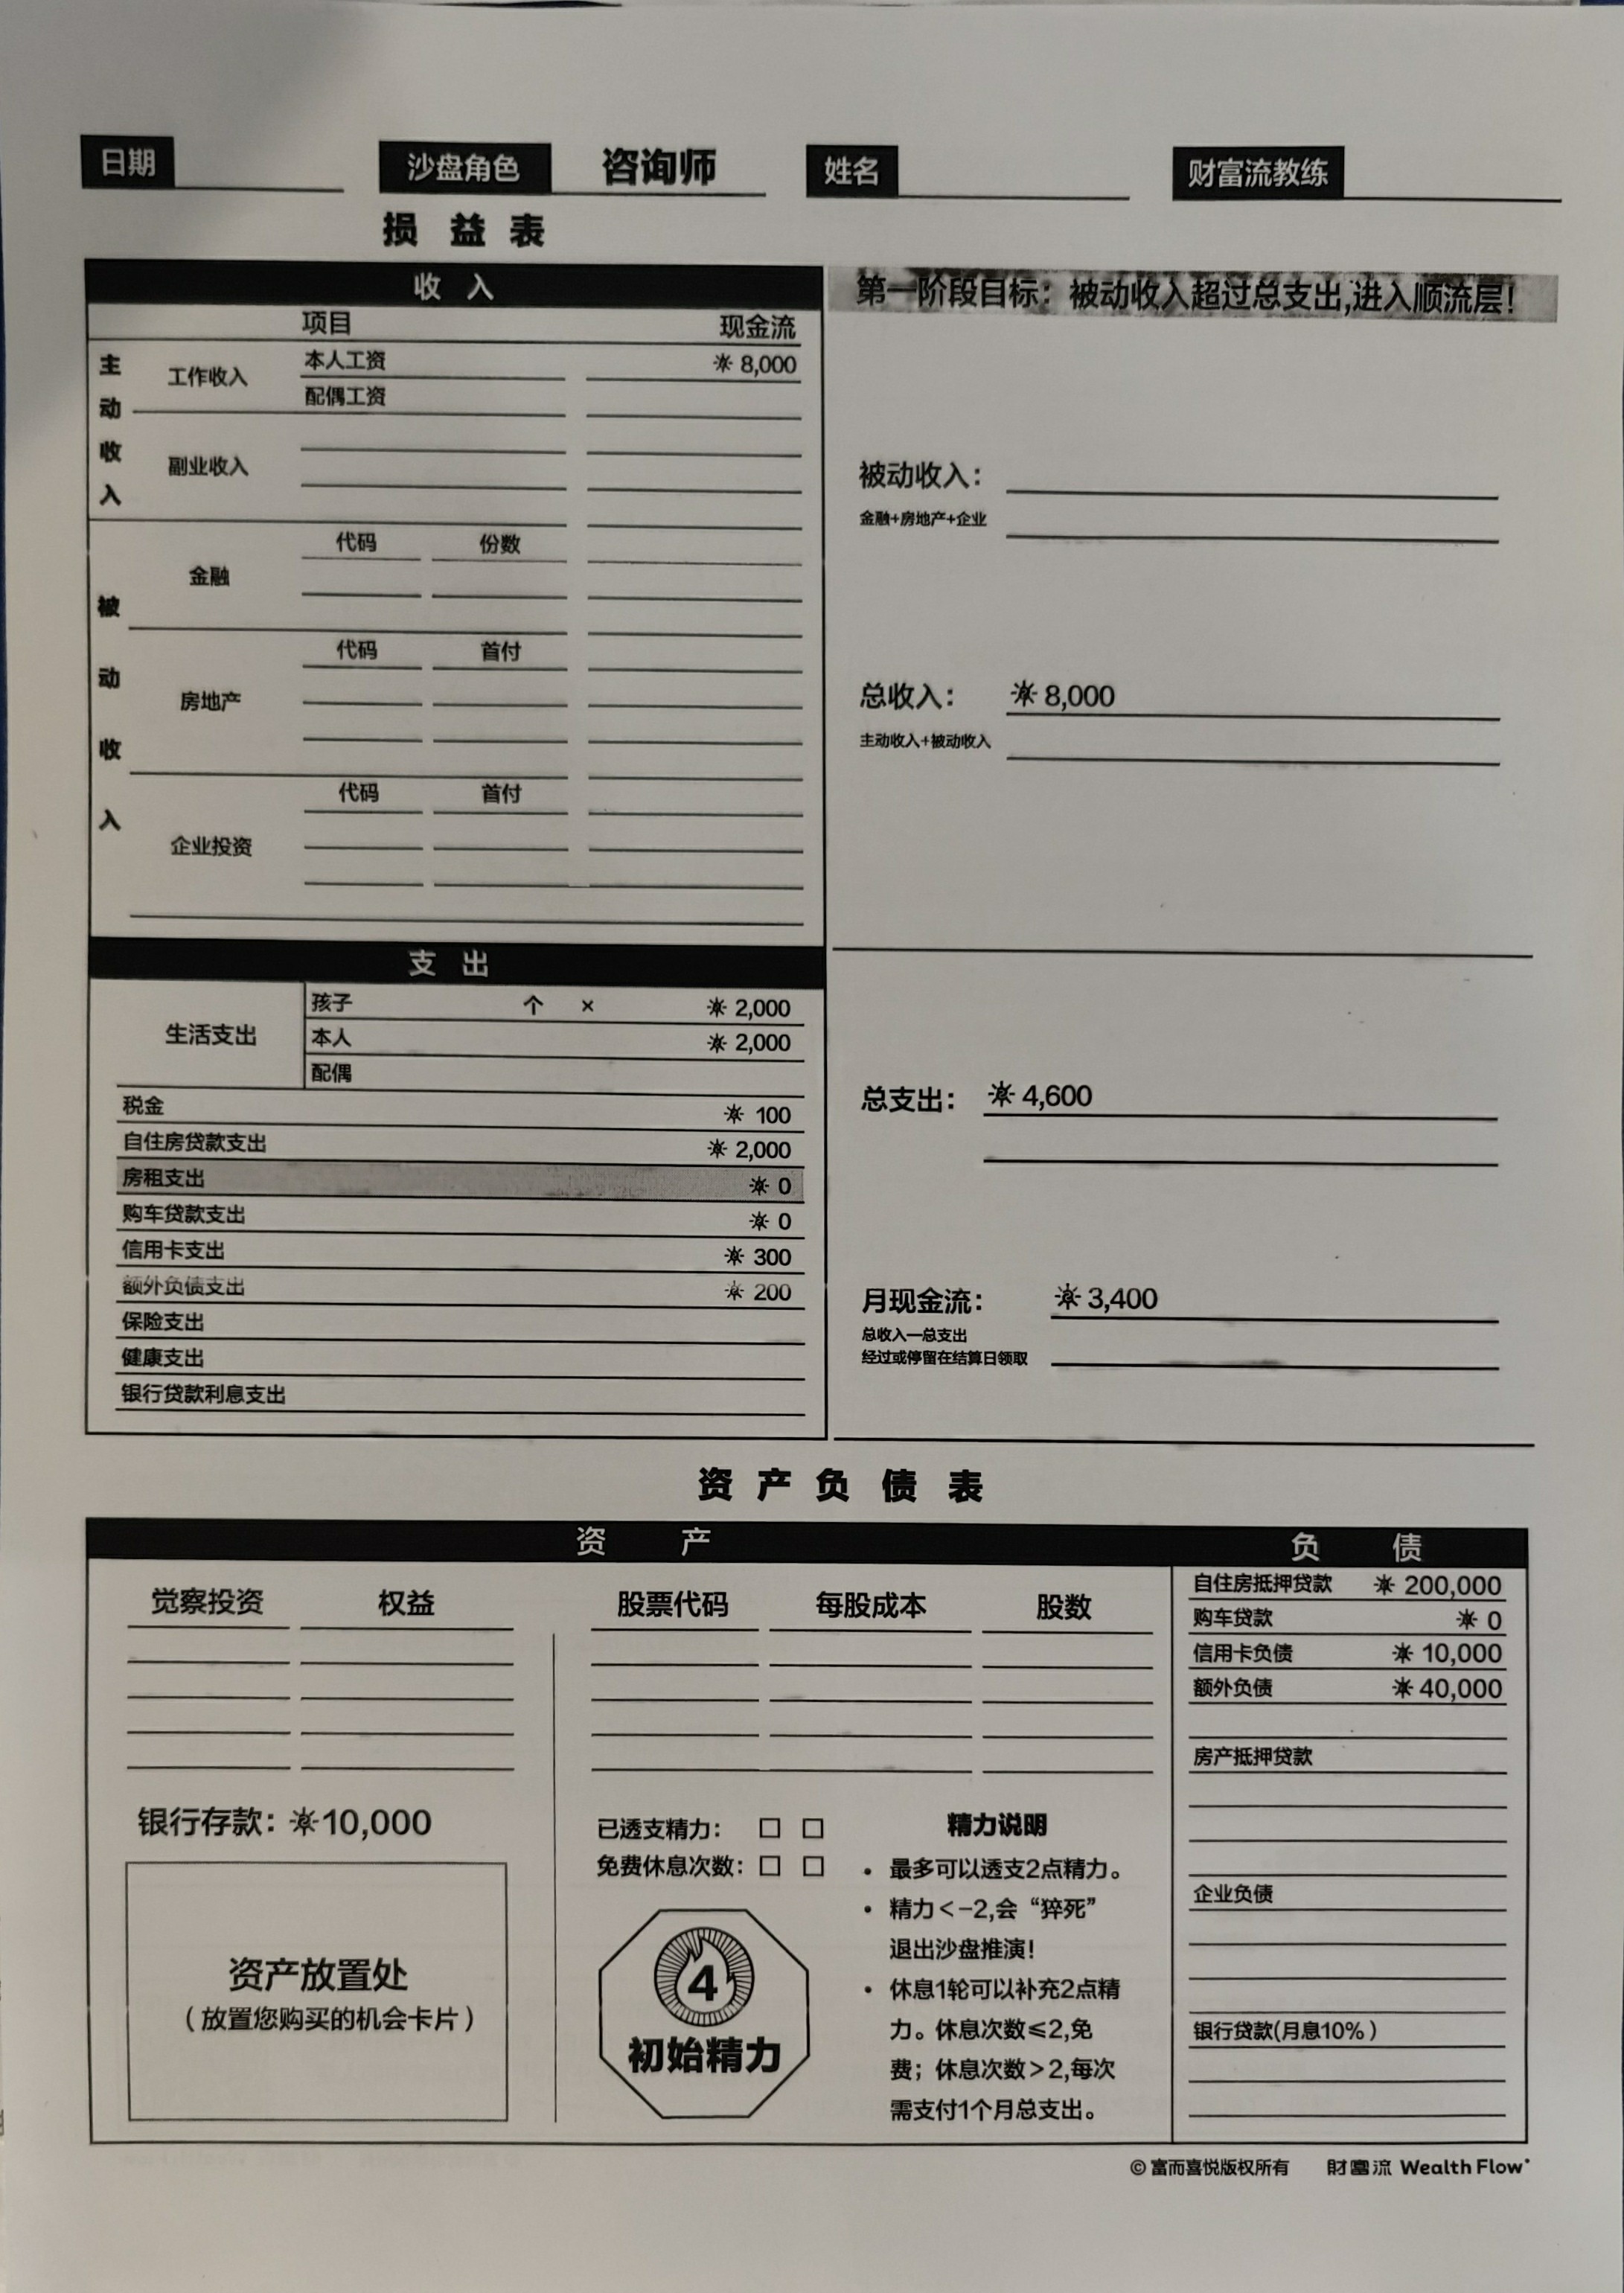 日期 沙盘角色 咨询师 姓名 财富流教练
损益表
收入
项目 现金流
主动收入
工作收入 本人工资 8,000
配偶工资
副业收入
被动收入
代码 份数
金融
代码 首付
房地产
代码 首付
企业投资
第一阶段目标：被动收入超过总支出,进入顺流层！
被动收入：
金融+房地产+企业
总收入： 8,000
主动收入+被动收入
支出
生活支出
孩子 个 × 2,000
本人 2,000
配偶
税金 100
自住房贷款支出 2,000
房租支出 0
购车贷款支出 0
信用卡支出 300
额外负债支出 200
保险支出
健康支出
银行贷款利息支出
总支出： 4,600
月现金流： 3,400
总收入—总支出
经过或停留在结算日领取
资产负债表
资产
觉察投资 权益 股票代码 每股成本 股数
银行存款：10,000
资产放置处
（放置您购买的机会卡片）
已透支精力：□ □
免费休息次数：□ □
4
初始精力
精力说明
• 最多可以透支2点精力。
• 精力<-2,会“猝死”
退出沙盘推演！
• 休息1轮可以补充2点精
力。休息次数≤2,免
费；休息次数>2,每次
需支付1个月总支出。
负债
自住房抵押贷款 200,000
购车贷款 0
信用卡负债 10,000
额外负债 40,000
房产抵押贷款
企业负债
银行贷款(月息10%)
© 富而喜悦版权所有 財富流 Wealth Flow